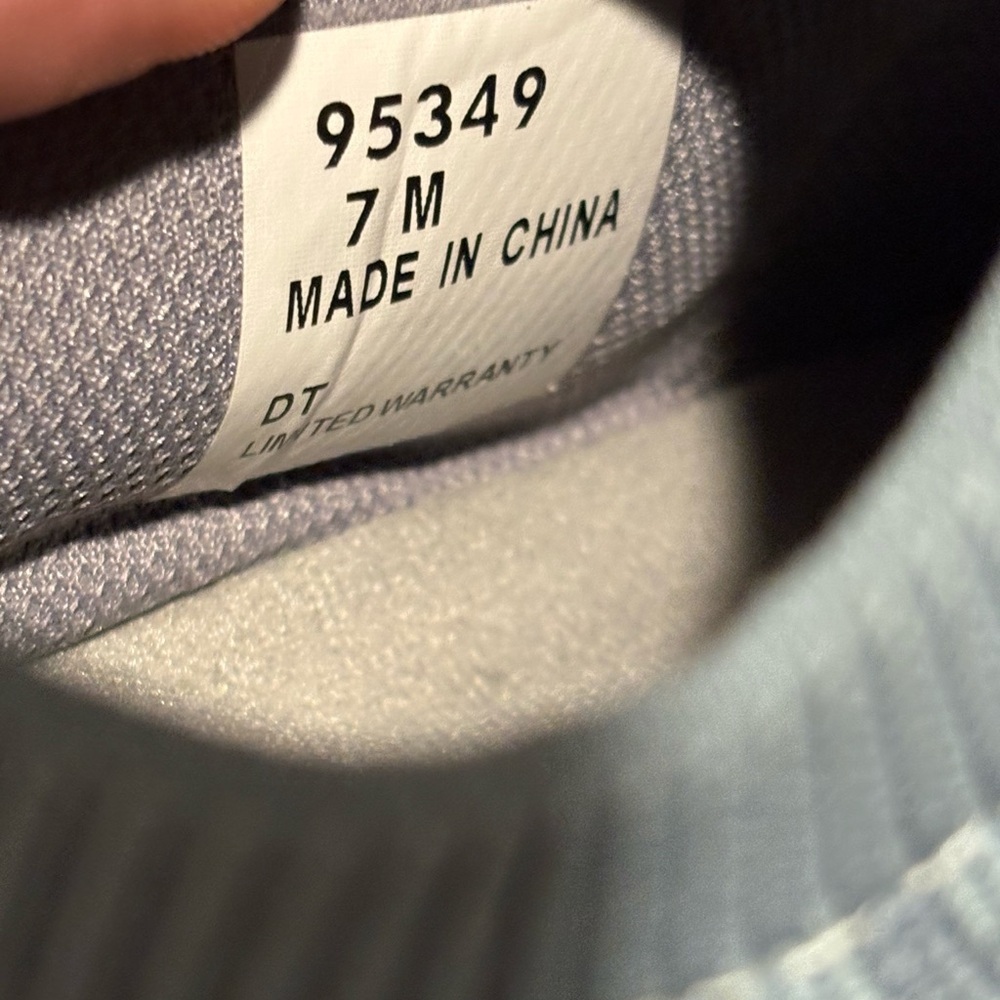 95349
7 M
MADE IN CHINA
DT
LIMITED WARRANTY